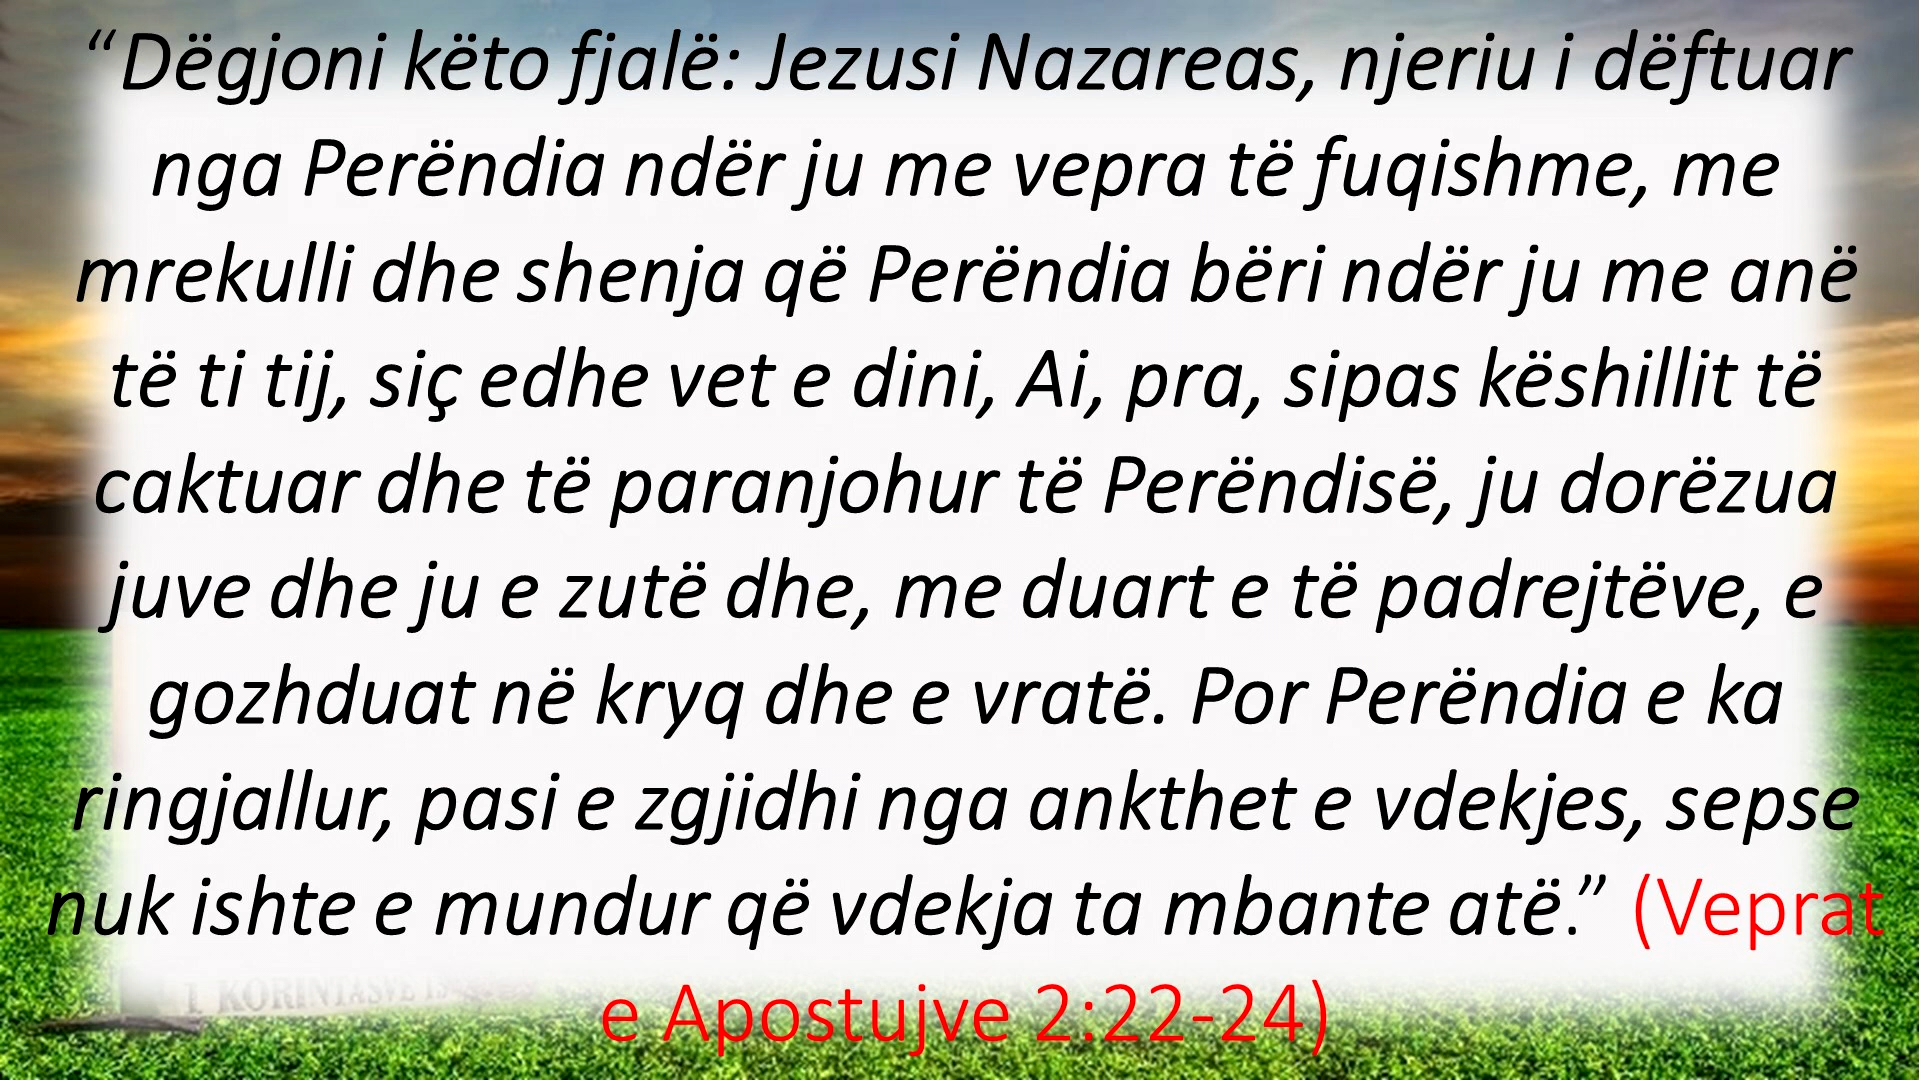 “Dëgjoni këto fjalë: Jezusi Nazareas, njeriu i dëftuar
nga Perëndia ndër ju me vepra të fuqishme, me
mrekulli dhe shenja që Perëndia bëri ndër ju me anë
të ti tij, siç edhe vet e dini, Ai, pra, sipas këshillit të
caktuar dhe të paranjohur të Perëndisë, ju dorëzua
juve dhe ju e zutë dhe, me duart e të padrejtëve, e
gozhduat në kryq dhe e vratë. Por Perëndia e ka
ringjallur, pasi e zgjidhi nga ankthet e vdekjes, sepse
nuk ishte e mundur që vdekja ta mbante atë.” (Veprat
e Apostujve 2:22-24)
I KORINTASVE